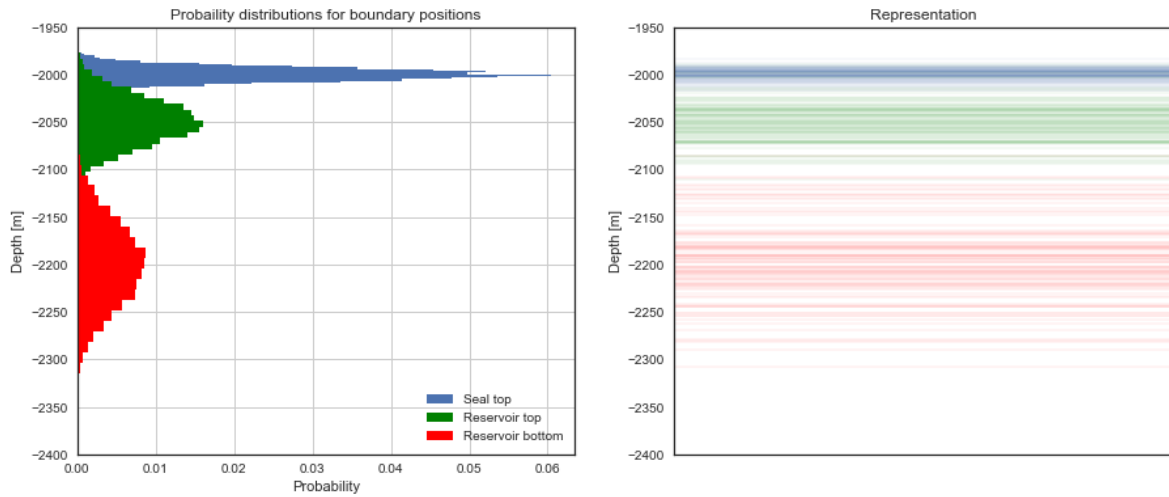 Probaility distributions for boundary positions
−1950
−2000
−2050
−2100
−2150
−2200
−2250
−2300
−2350
−2400
Depth [m]
0.00 0.01 0.02 0.03 0.04 0.05 0.06
Probability
Seal top
Reservoir top
Reservoir bottom
Representation
−1950
−2000
−2050
−2100
−2150
−2200
−2250
−2300
−2350
−2400
Depth [m]